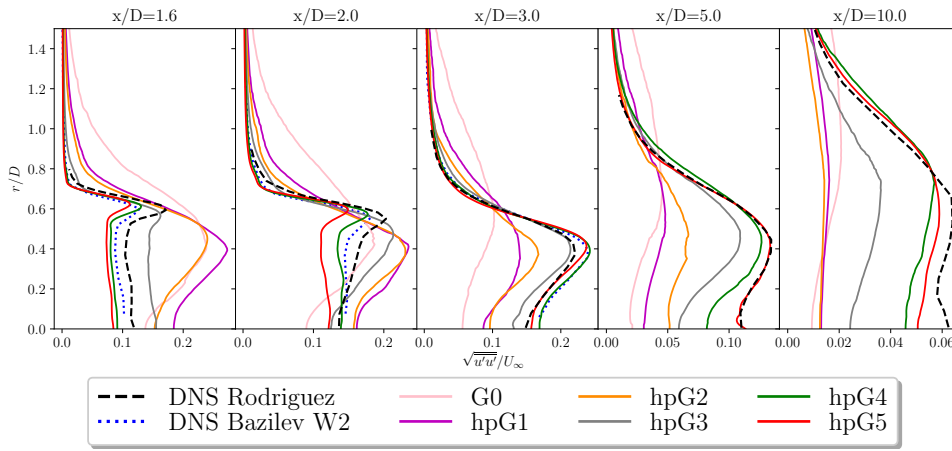 x/D=1.6 x/D=2.0 x/D=3.0 x/D=5.0 x/D=10.0
1.4
1.2
1.0
0.8
0.6
0.4
0.2
0.0
r/D
0.0 0.1 0.2 0.0 0.1 0.2 0.0 0.1 0.2 0.00 0.05 0.10 0.00 0.02 0.04 0.06
√u'u'/U∞
DNS Rodriguez G0 hpG2 hpG4
DNS Bazilev W2 hpG1 hpG3 hpG5